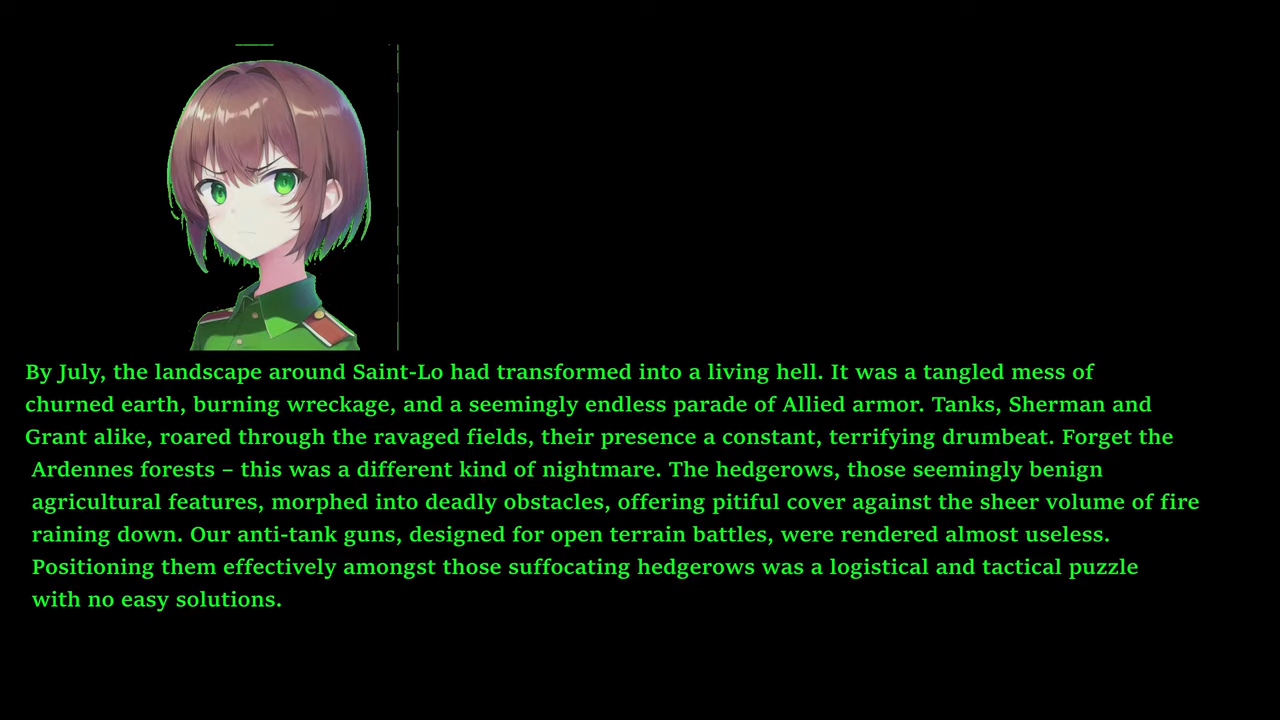 By July, the landscape around Saint-Lo had transformed into a living hell. It was a tangled mess of
churned earth, burning wreckage, and a seemingly endless parade of Allied armor. Tanks, Sherman and
Grant alike, roared through the ravaged fields, their presence a constant, terrifying drumbeat. Forget the
Ardennes forests – this was a different kind of nightmare. The hedgerows, those seemingly benign
agricultural features, morphed into deadly obstacles, offering pitiful cover against the sheer volume of fire
raining down. Our anti-tank guns, designed for open terrain battles, were rendered almost useless.
Positioning them effectively amongst those suffocating hedgerows was a logistical and tactical puzzle
with no easy solutions.